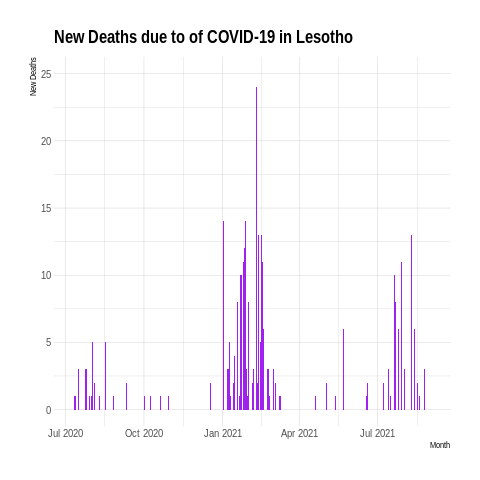 New Deaths due to of COVID-19 in Lesotho
New Deaths
25
20
15
10
5
0
Jul 2020
Oct 2020
Jan 2021
Apr 2021
Jul 2021
Month